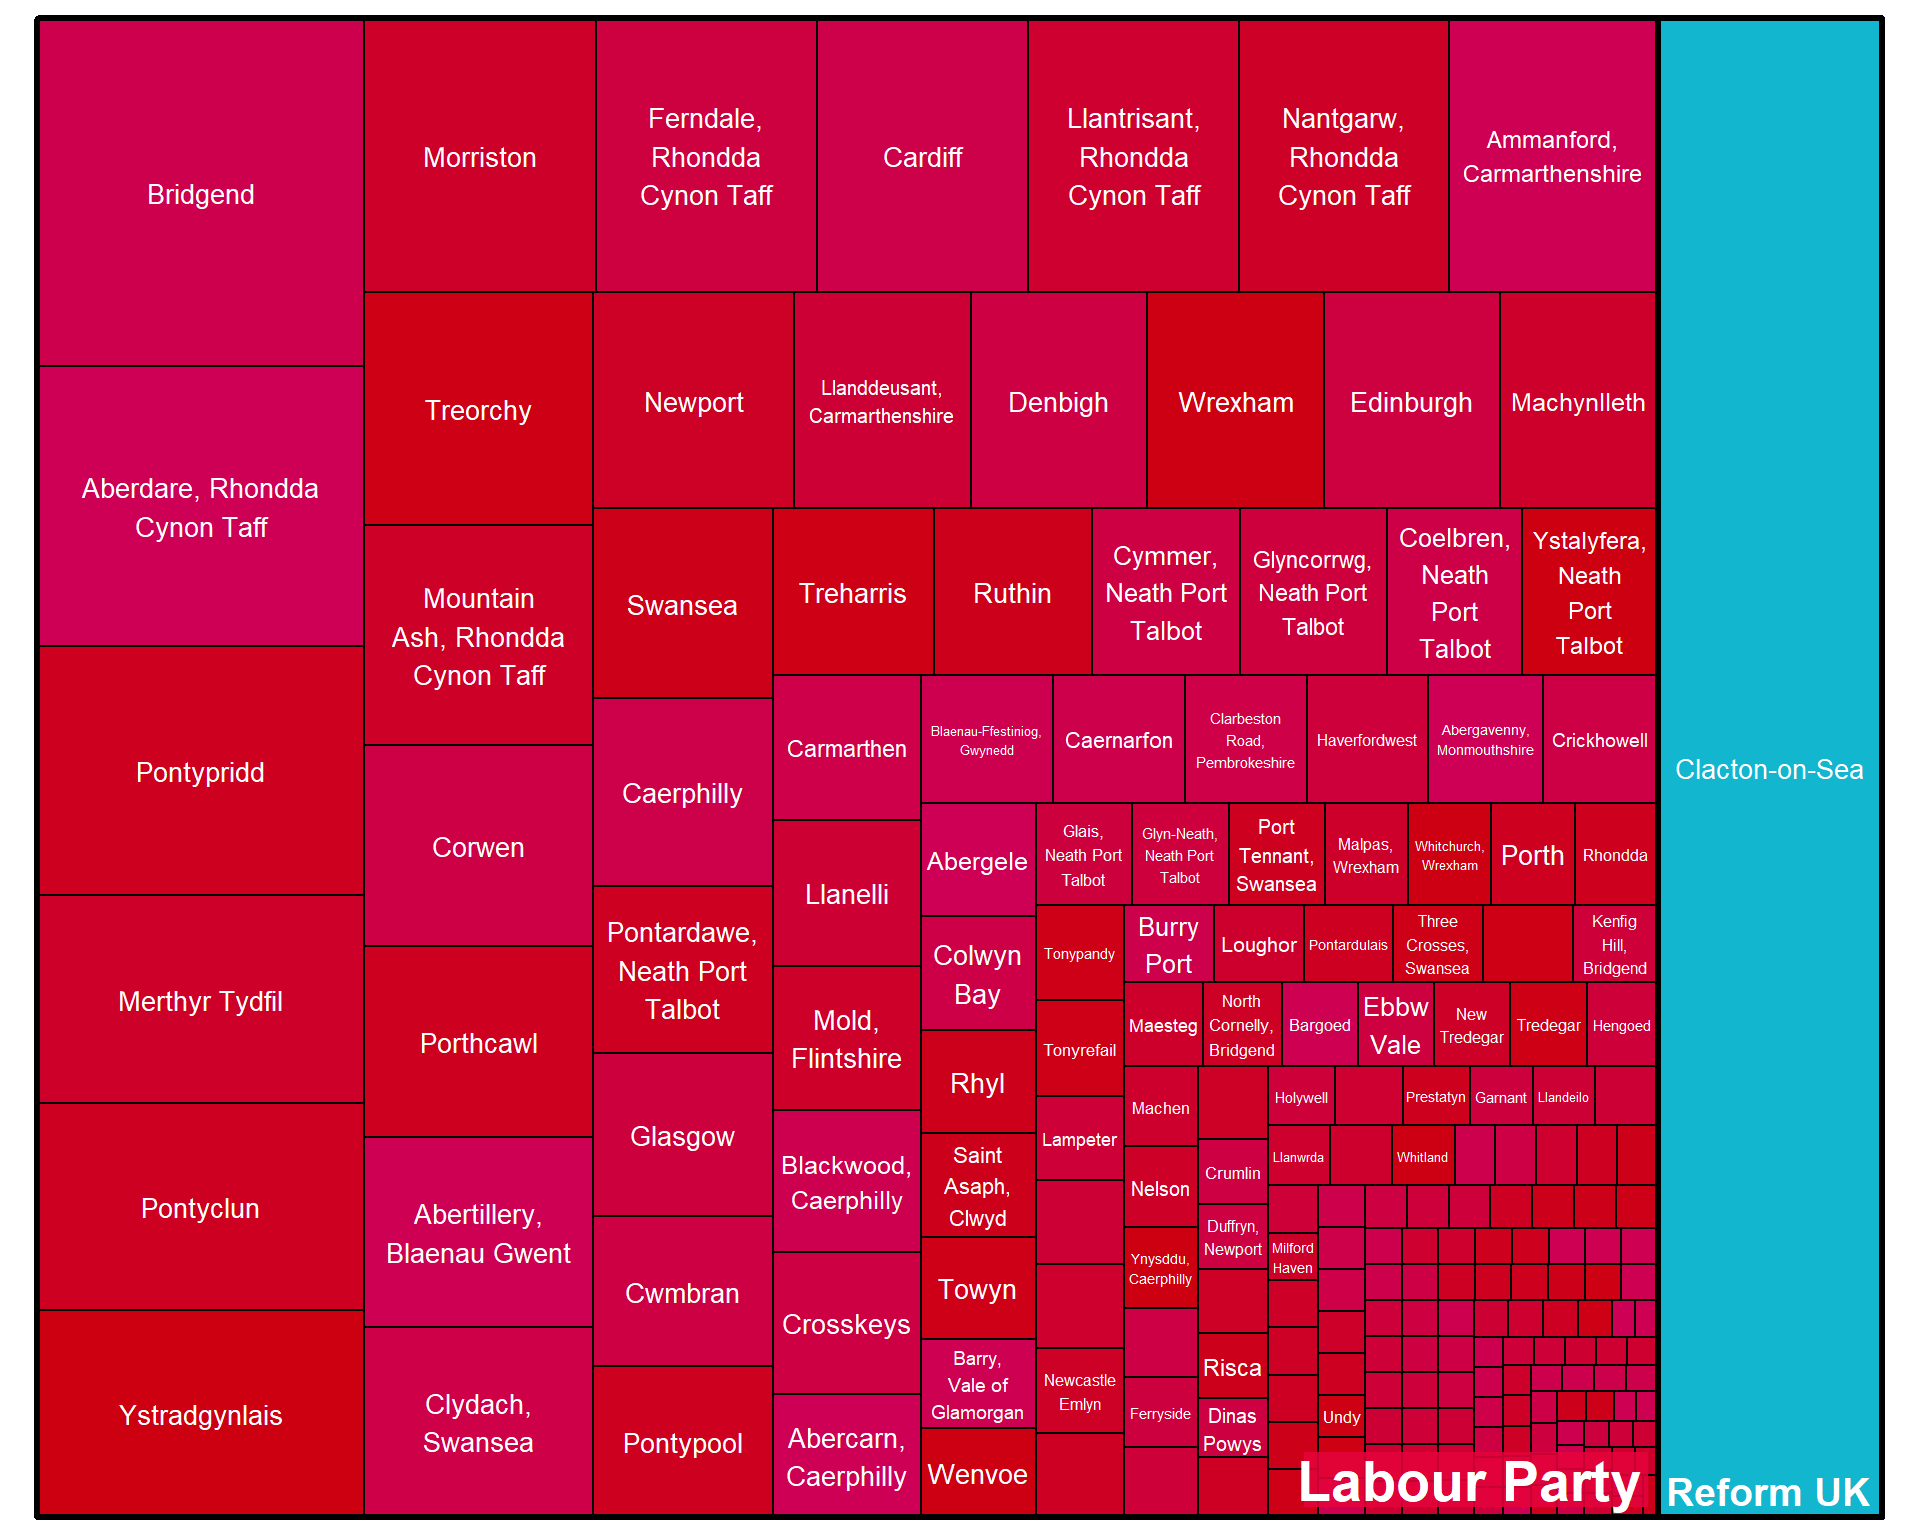 Bridgend
Aberdare, Rhondda
Cynon Taff
Pontypridd
Merthyr Tydfil
Pontyclun
Ystradgynlais
Morriston
Ferndale,
Rhondda
Cynon Taff
Cardiff
Llantrisant,
Rhondda
Cynon Taff
Nantgarw,
Rhondda
Cynon Taff
Ammanford,
Carmarthenshire
Treorchy
Mountain
Ash, Rhondda
Cynon Taff
Corwen
Porthcawl
Abertillery,
Blaenau Gwent
Clydach,
Swansea
Newport
Llanddeusant,
Carmarthenshire
Denbigh
Wrexham
Edinburgh
Machynlleth
Swansea
Caerphilly
Pontardawe,
Neath Port
Talbot
Glasgow
Cwmbran
Pontypool
Treharris
Ruthin
Cymmer,
Neath Port
Talbot
Glyncorrwg,
Neath Port
Talbot
Coelbren,
Neath
Port
Talbot
Ystalyfera,
Neath
Port
Talbot
Carmarthen
Llanelli
Mold,
Flintshire
Blackwood,
Caerphilly
Crosskeys
Abercarn,
Caerphilly
Blaenau-Ffestiniog,
Gwynedd
Caernarfon
Clarbeston
Road,
Pembrokeshire
Haverfordwest
Abergavenny,
Monmouthshire
Crickhowell
Abergele
Colwyn
Bay
Rhyl
Saint
Asaph,
Clwyd
Towyn
Barry,
Vale of
Glamorgan
Wenvoe
Glais,
Neath Port
Talbot
Glyn-Neath,
Neath Port
Talbot
Port
Tennant,
Swansea
Malpas,
Wrexham
Whitchurch,
Wrexham
Porth
Rhondda
Tonypandy
Tonyrefail
Lampeter
Newcastle
Emlyn
Burry
Port
Loughor
Pontardulais
Three
Crosses,
Swansea
Kenfig
Hill,
Bridgend
Maesteg
North
Cornelly,
Bridgend
Bargoed
Ebbw
Vale
New
Tredegar
Tredegar
Hengoed
Machen
Nelson
Ynysddu,
Caerphilly
Ferryside
Crumlin
Duffryn,
Newport
Risca
Dinas
Powys
Holywell
Prestatyn
Garnant
Llandeilo
Llanwrda
Whitland
Milford
Haven
Undy
Labour Party
Clacton-on-Sea
Reform UK